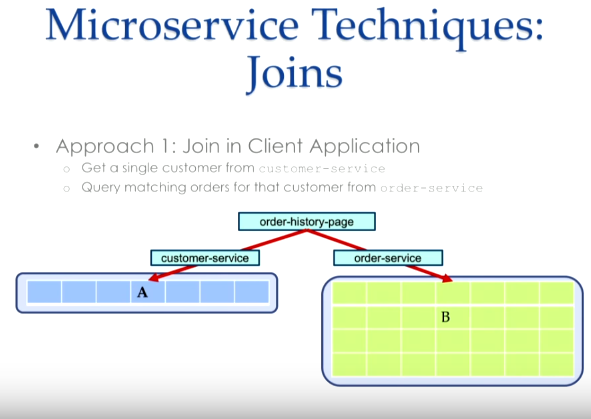 Microservice Techniques:
Joins
• Approach 1: Join in Client Application
o Get a single customer from customer-service
o Query matching orders for that customer from order-service
order-history-page
customer-service
order-service
A
B